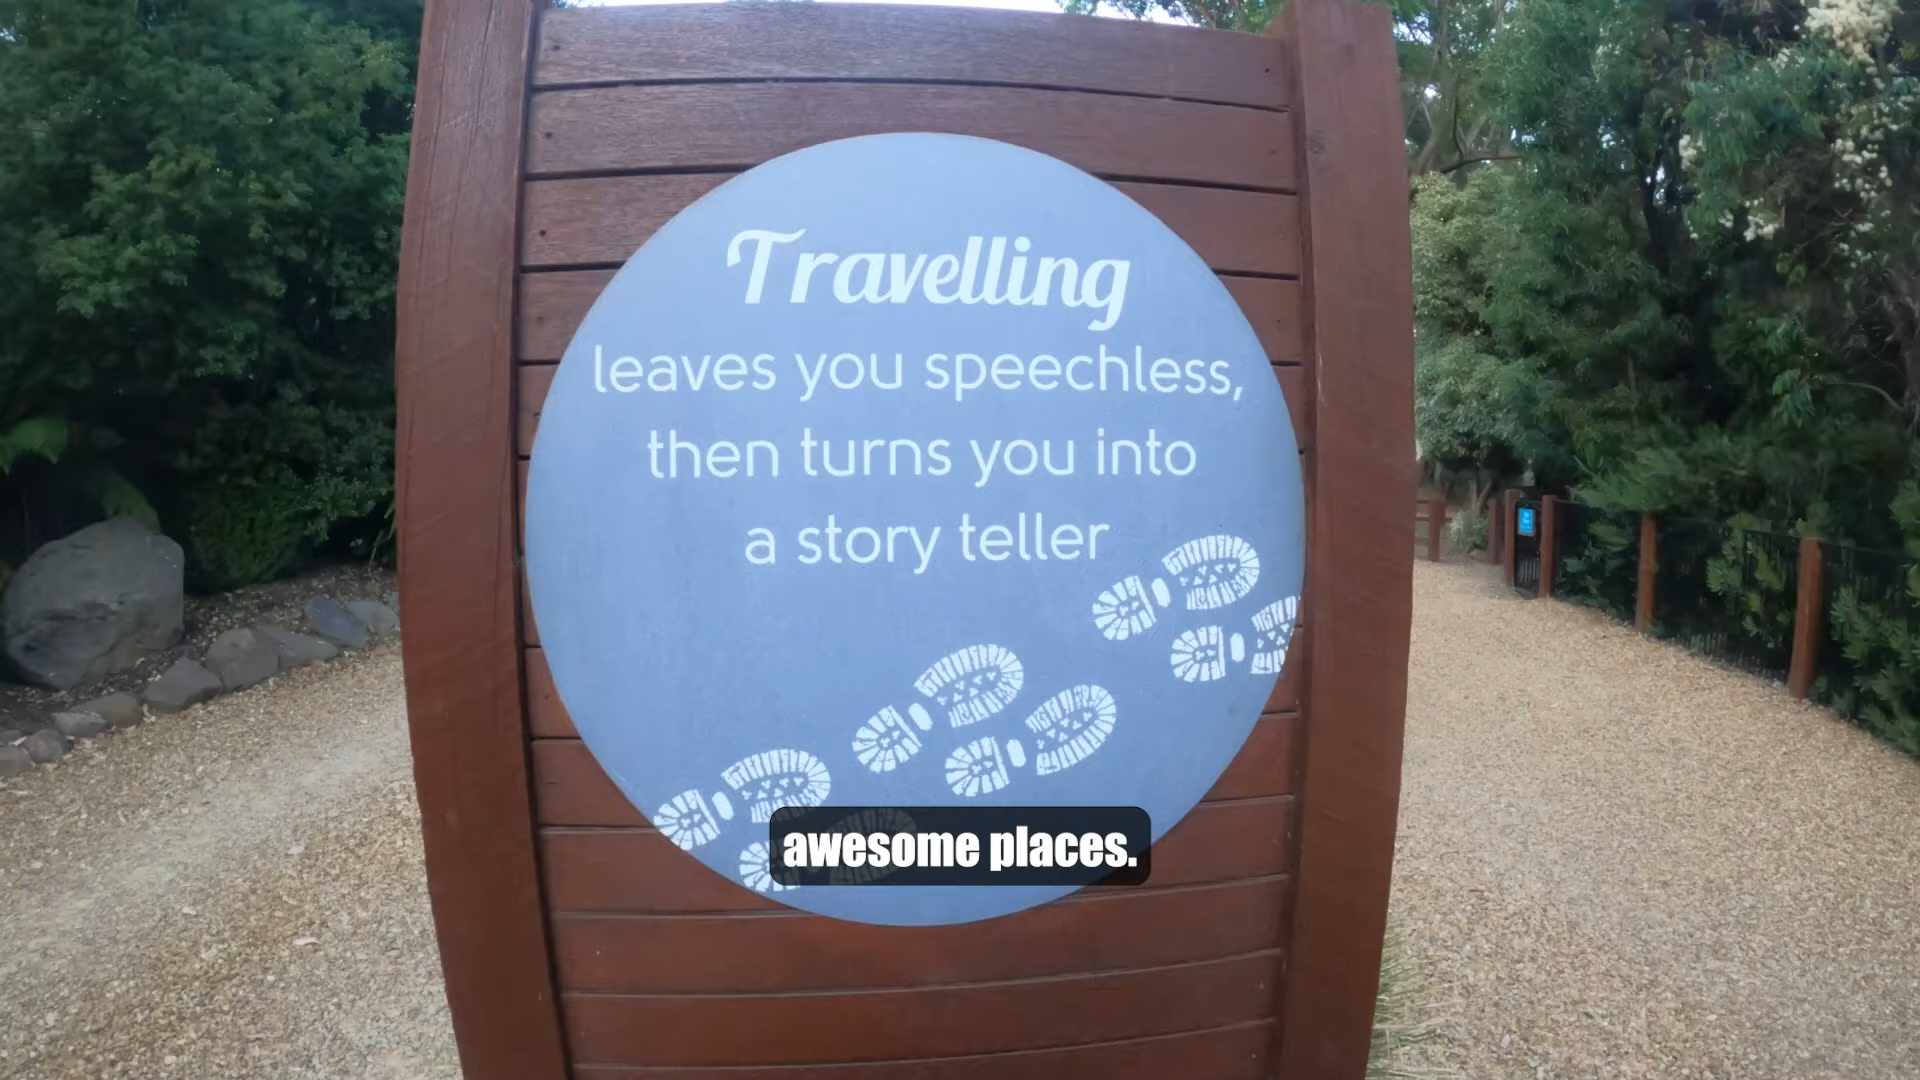 Travelling
leaves you speechless,
then turns you into
a story teller
awesome places.